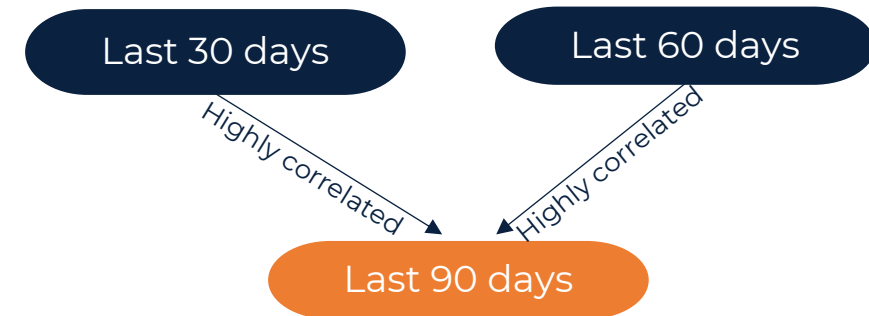 Last 30 days
Last 60 days
Highly correlated
Highly correlated
Last 90 days